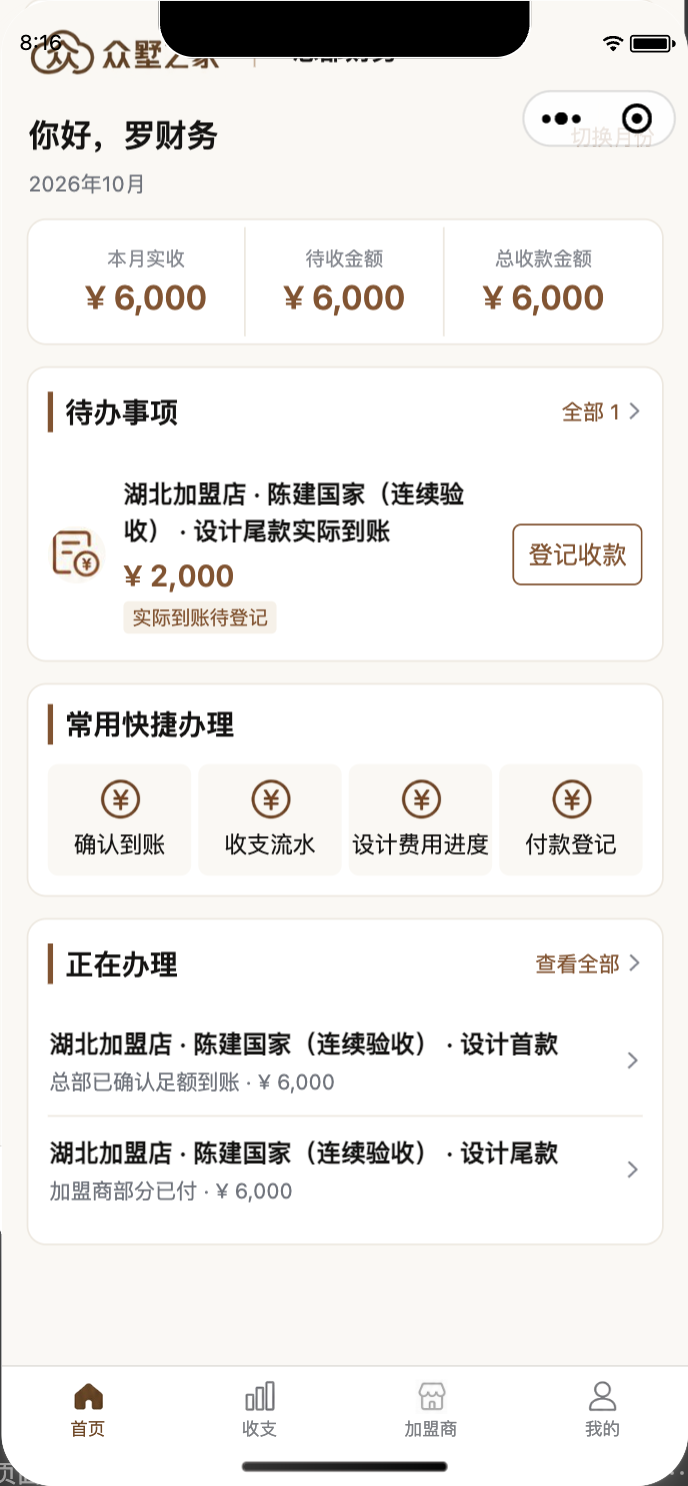 8:16
众墅之家
你好，罗财务
切换月份
2026年10月
本月实收
待收金额
总收款金额
¥ 6,000
¥ 6,000
¥ 6,000
待办事项
全部 1
湖北加盟店 · 陈建国家（连续验
收） · 设计尾款实际到账
¥ 2,000
实际到账待登记
登记收款
常用快捷办理
确认到账
收支流水
设计费用进度
付款登记
正在办理
查看全部
湖北加盟店 · 陈建国家（连续验收） · 设计首款
总部已确认足额到账 · ¥ 6,000
湖北加盟店 · 陈建国家（连续验收） · 设计尾款
加盟商部分已付 · ¥ 6,000
首页
收支
加盟商
我的